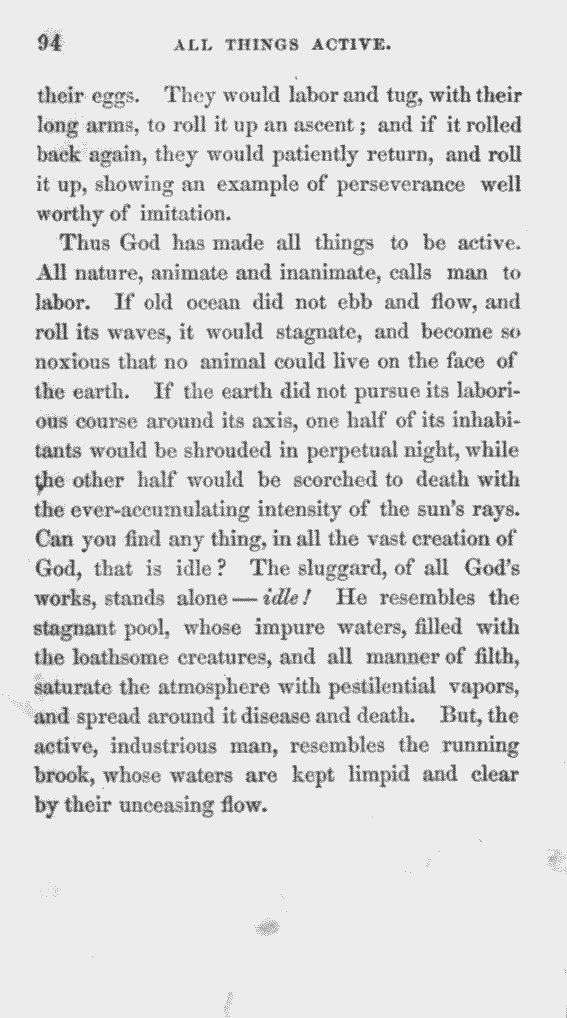 94 ALL THINGS ACTIVE.
their eggs. They would labor and tug, with their
long arms, to roll it up an ascent ; and if it rolled
back again, they would patiently return, and roll
it up, showing an example of perseverance well
worthy of imitation.
Thus God has made all things to be active.
All nature, animate and inanimate, calls man to
labor. If old ocean did not ebb and flow, and
roll its waves, it would stagnate, and become so
noxious that no animal could live on the face of
the earth. If the earth did not pursue its labori-
ous course around its axis, one half of its inhabi-
tants would be shrouded in perpetual night, while
the other half would be scorched to death with
the ever-accumulating intensity of the sun's rays.
Can you find any thing, in all the vast creation of
God, that is idle ? The sluggard, of all God's
works, stands alone — idle ! He resembles the
stagnant pool, whose impure waters, filled with
the loathsome creatures, and all manner of filth,
saturate the atmosphere with pestilential vapors,
and spread around it disease and death. But, the
active, industrious man, resembles the running
brook, whose waters are kept limpid and clear
by their unceasing flow.